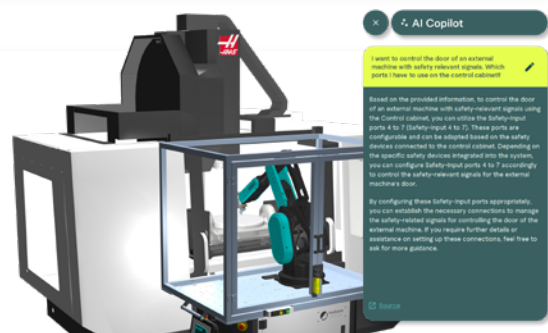 HAAS
AI Copilot
I want to control the door of an external
machine with safety relevant signals. Which
ports I have to use on the control cabinet?
Based on the provided information, to control the door
of an external machine with safety-relevant signals using
the Control cabinet, you can utilize the Safety-Input
ports 4 to 7 (Safety-Input 4 to 7). These ports are
configurable and can be adapted based on the safety
devices connected to the control cabinet. Depending on
the specific safety devices integrated into the system,
you can configure Safety-Input ports 4 to 7 accordingly
to control the safety-relevant signals for the external
machine's door.
By configuring these Safety-Input ports appropriately,
you can establish the necessary connections to manage
the safety-related signals for controlling the door of the
external machine. If you require further details or
assistance on setting up these connections, feel free to
ask for more guidance.
Source